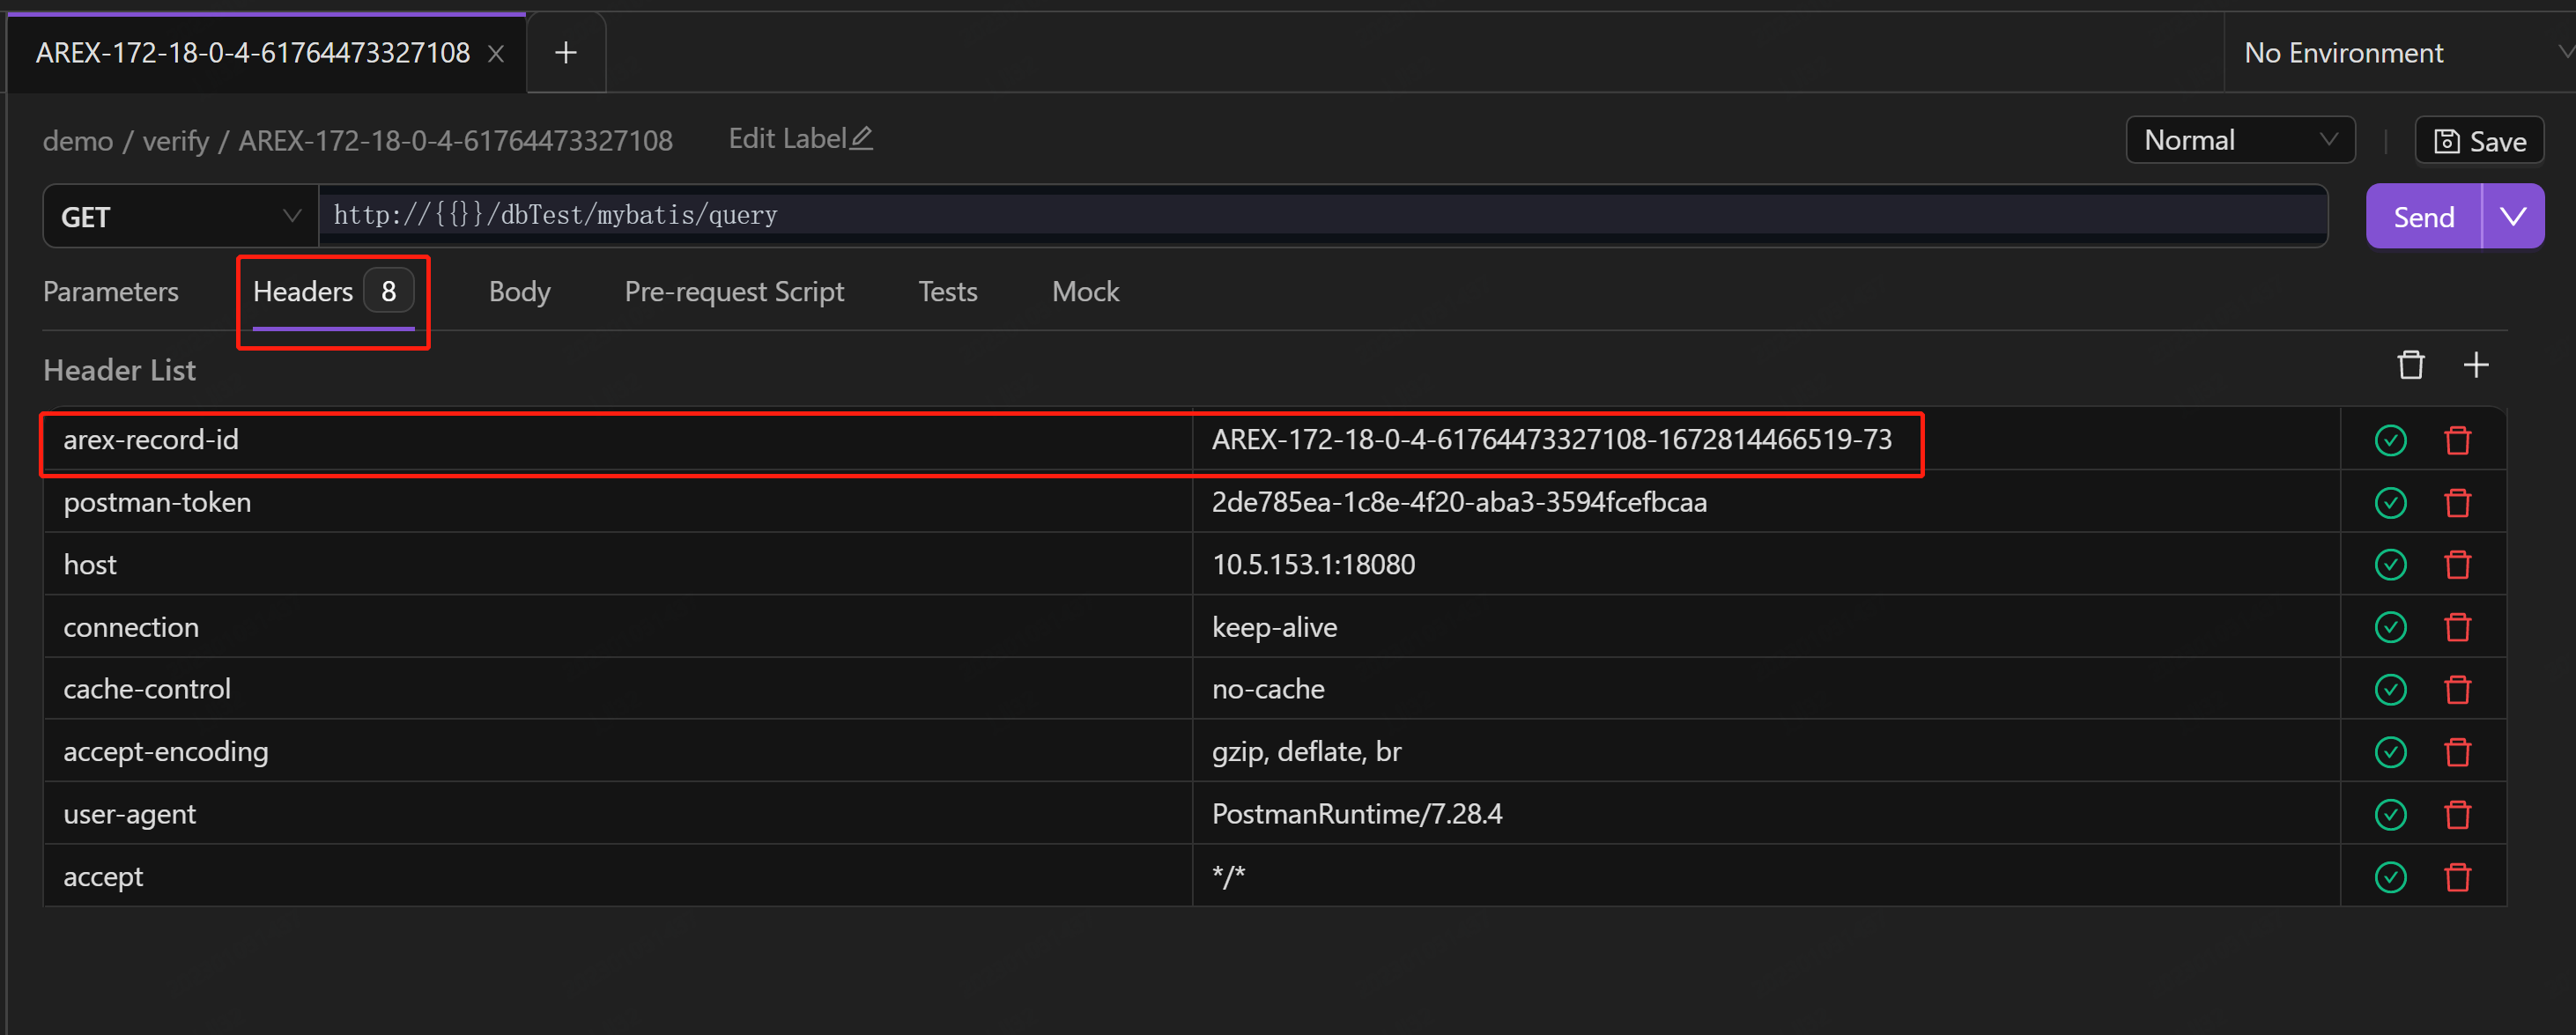 AREX-172-18-0-4-61764473327108
No Environment
demo / verify / AREX-172-18-0-4-61764473327108 Edit Label
Normal
Save
GET
http://{{}}/dbTest/mybatis/query
Send
Parameters Headers 8 Body Pre-request Script Tests Mock
Header List
arex-record-id AREX-172-18-0-4-61764473327108-1672814466519-73
postman-token 2de785ea-1c8e-4f20-aba3-3594fcefbcaa
host 10.5.153.1:18080
connection keep-alive
cache-control no-cache
accept-encoding gzip, deflate, br
user-agent PostmanRuntime/7.28.4
accept */*